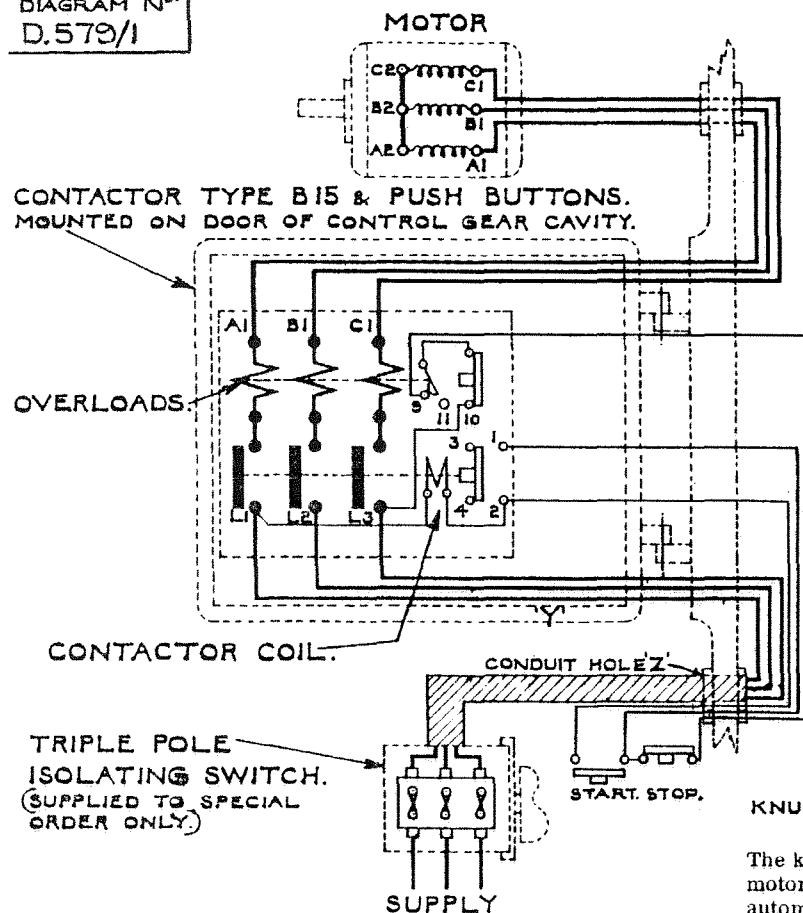 DIAGRAM No.
D.579/1
MOTOR
C2
C1
B2
B1
A2
A1
CONTACTOR TYPE B15 & PUSH BUTTONS.
MOUNTED ON DOOR OF CONTROL GEAR CAVITY.
A1 B1 C1
OVERLOADS.
9 11 10
3 1
L1 L2 L3 4 2
'Y'
CONTACTOR COIL.
CONDUIT HOLE 'Z'
TRIPLE POLE
ISOLATING SWITCH.
(SUPPLIED TO SPECIAL
ORDER ONLY.)
START. STOP.
SUPPLY
KNU
The k
motor
autom